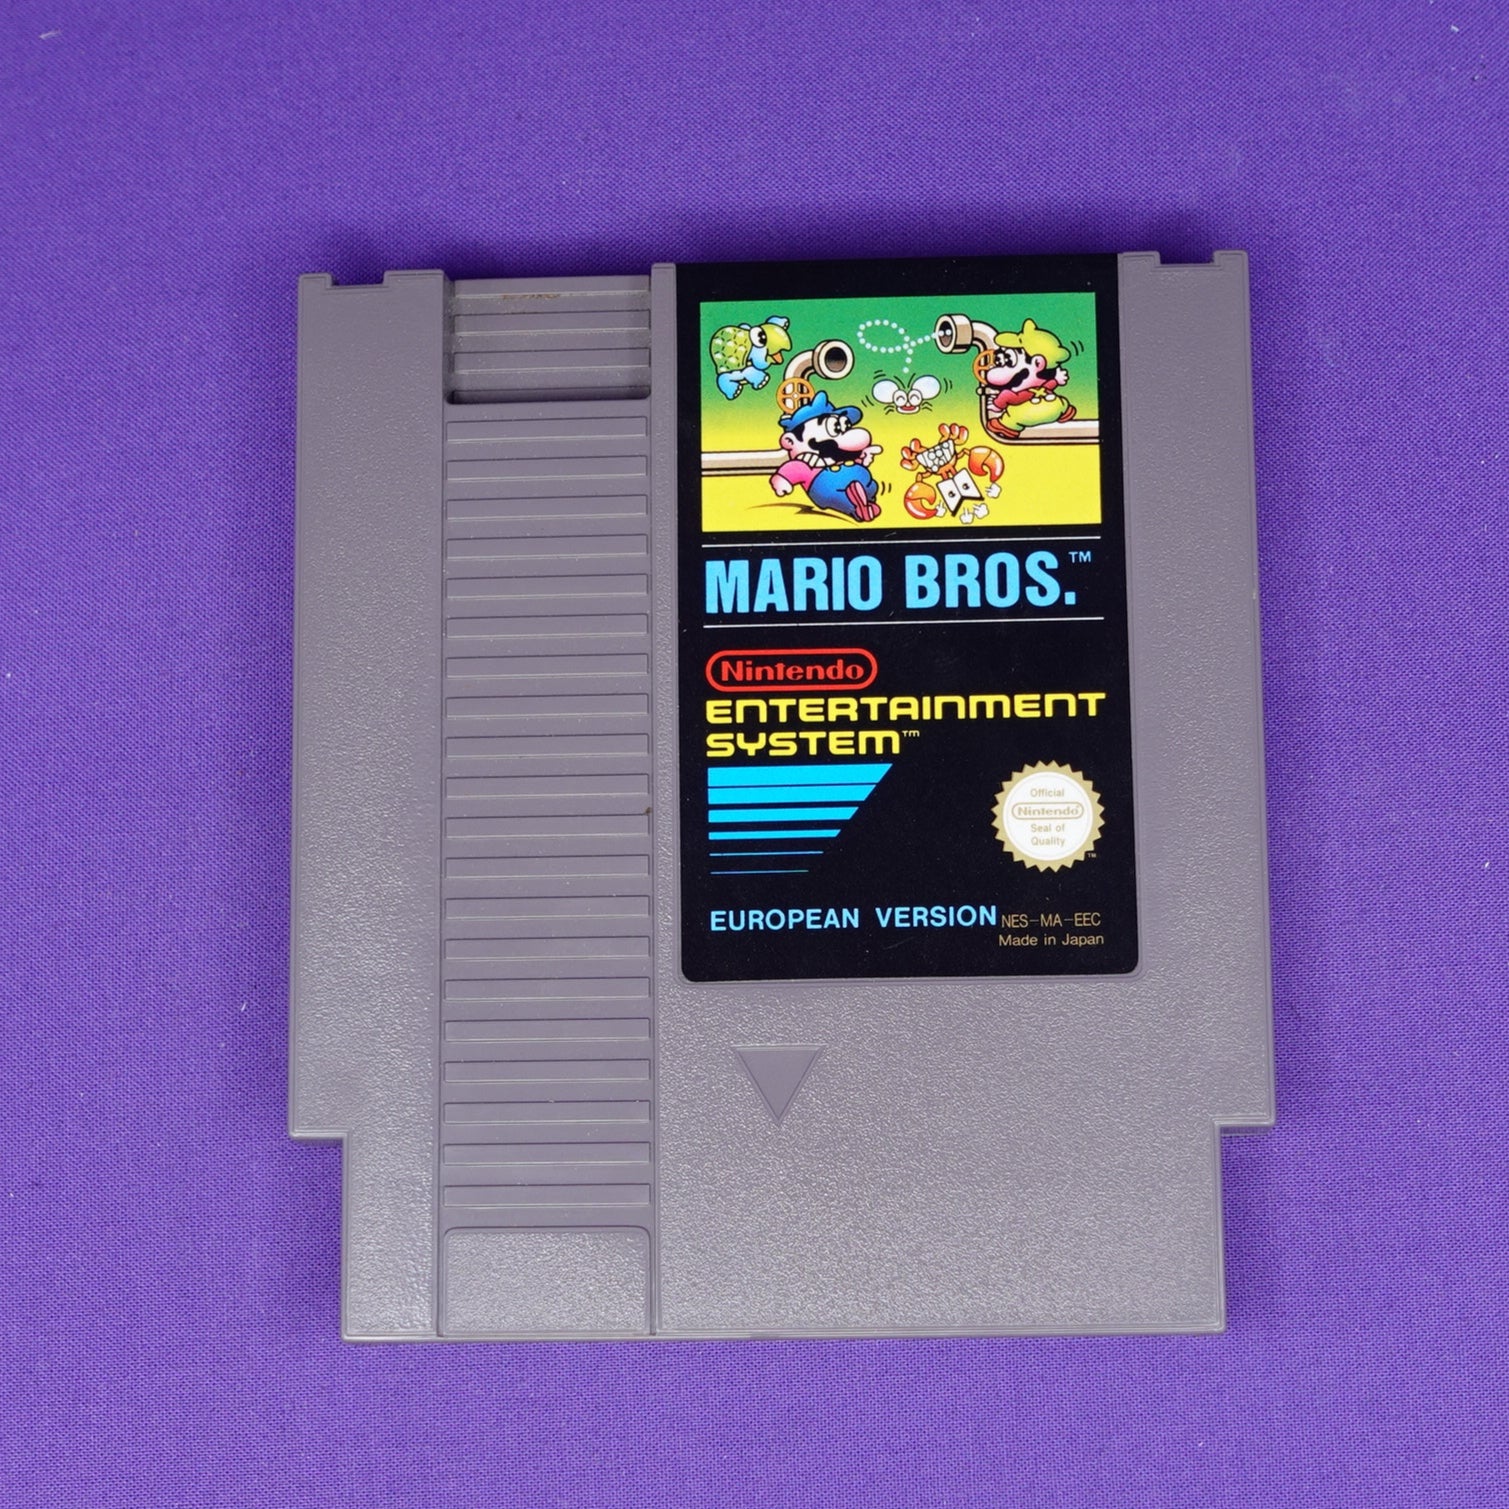 MARIO BROS.™
Nintendo
ENTERTAINMENT
SYSTEM™
Official
Nintendo
Seal of
Quality
TM
EUROPEAN VERSION NES-MA-EEC
Made in Japan